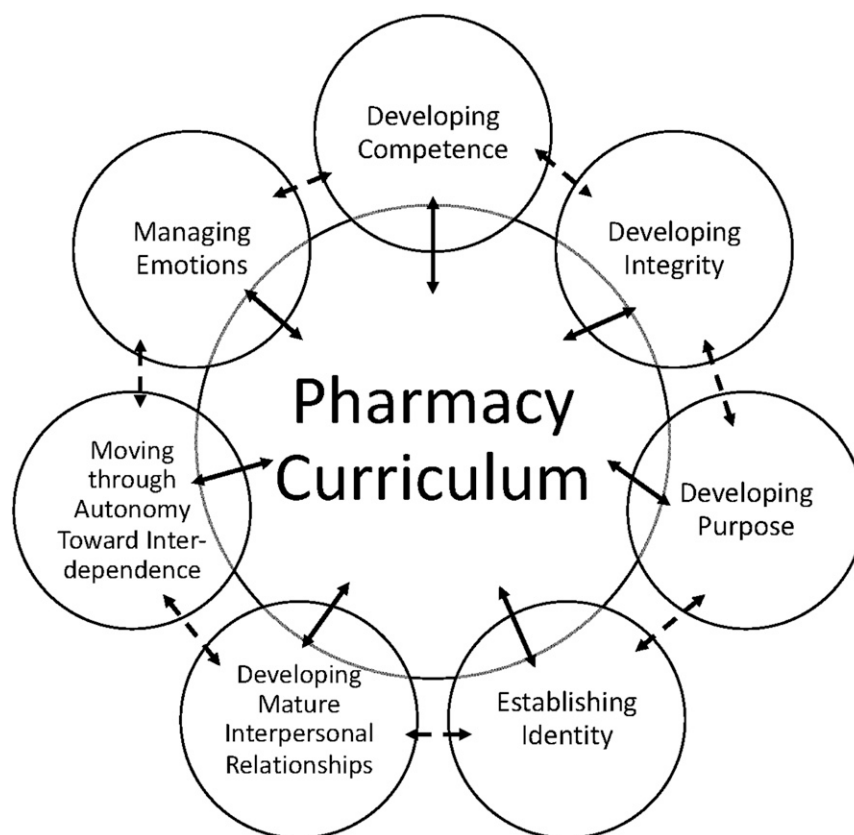 Developing
Competence
Managing
Emotions
Developing
Integrity
Pharmacy
Curriculum
Moving
through
Autonomy
Toward Inter-
dependence
Developing
Purpose
Developing
Mature
Interpersonal
Relationships
Establishing
Identity